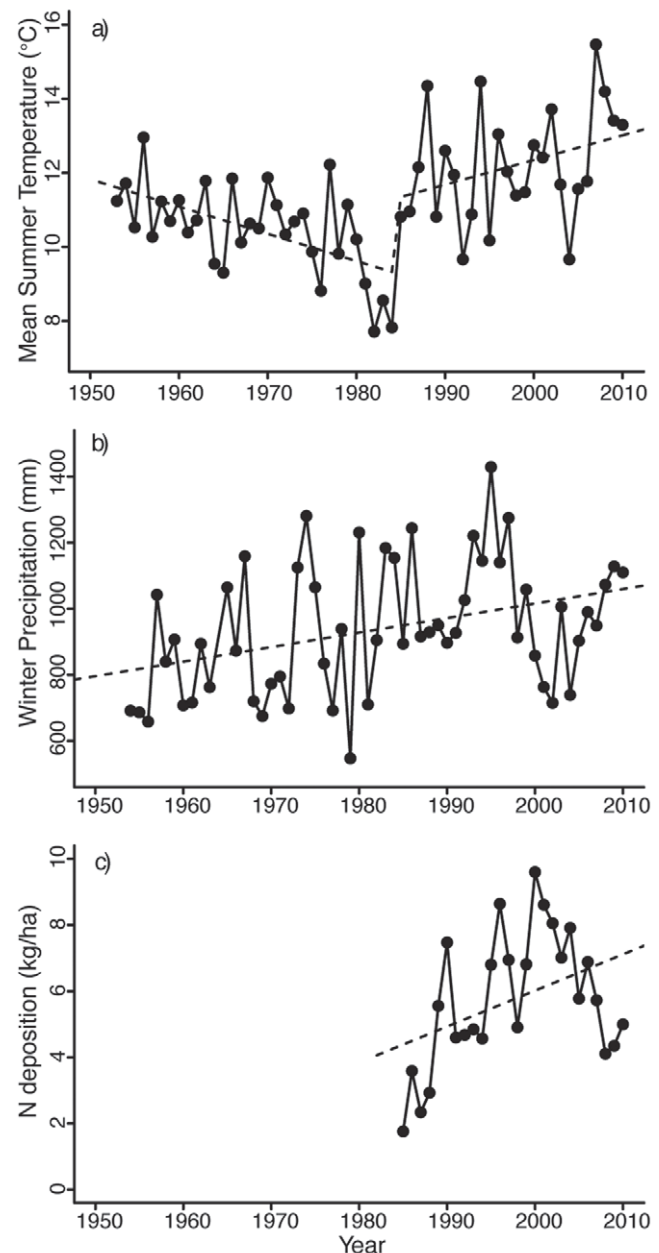 a)
Mean Summer Temperature (°C)
16
14
12
10
8
1950 1960 1970 1980 1990 2000 2010
b)
Winter Precipitation (mm)
1400
1200
1000
800
600
1950 1960 1970 1980 1990 2000 2010
c)
N deposition (kg/ha)
10
8
6
4
2
0
1950 1960 1970 1980 1990 2000 2010
Year